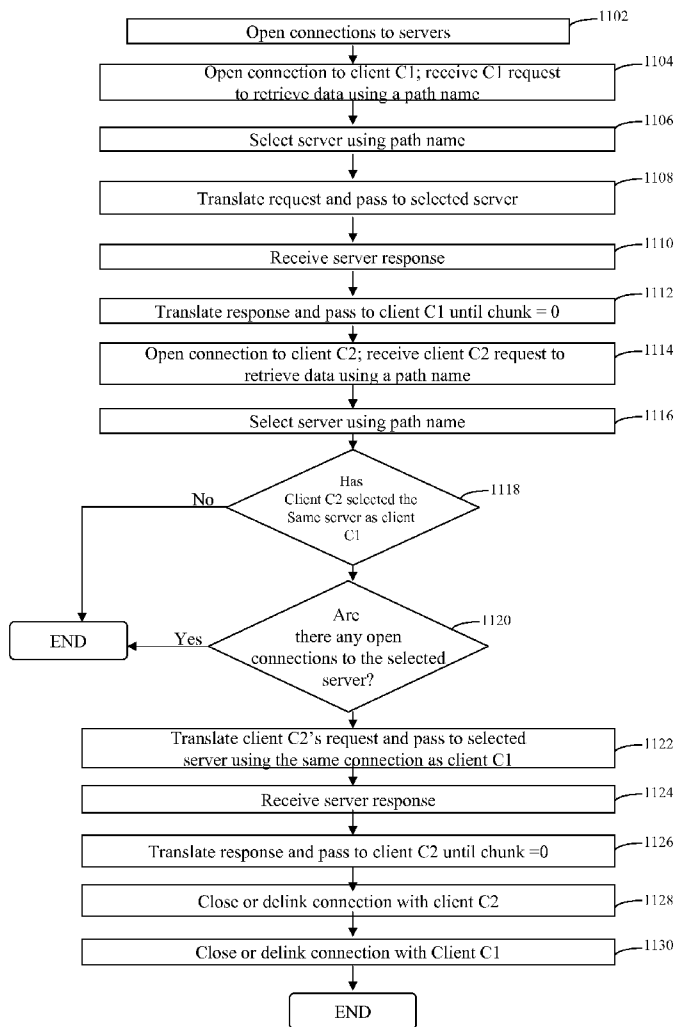 Open connections to servers
1102
Open connection to client C1; receive C1 request
to retrieve data using a path name
1104
Select server using path name
1106
Translate request and pass to selected server
1108
Receive server response
1110
Translate response and pass to client C1 until chunk = 0
1112
Open connection to client C2; receive client C2 request to
retrieve data using a path name
1114
Select server using path name
1116
Has
Client C2 selected the
Same server as client
C1
1118
No
Are
there any open
connections to the selected
server?
1120
Yes
END
Translate client C2's request and pass to selected
server using the same connection as client C1
1122
Receive server response
1124
Translate response and pass to client C2 until chunk =0
1126
Close or delink connection with client C2
1128
Close or delink connection with Client C1
1130
END